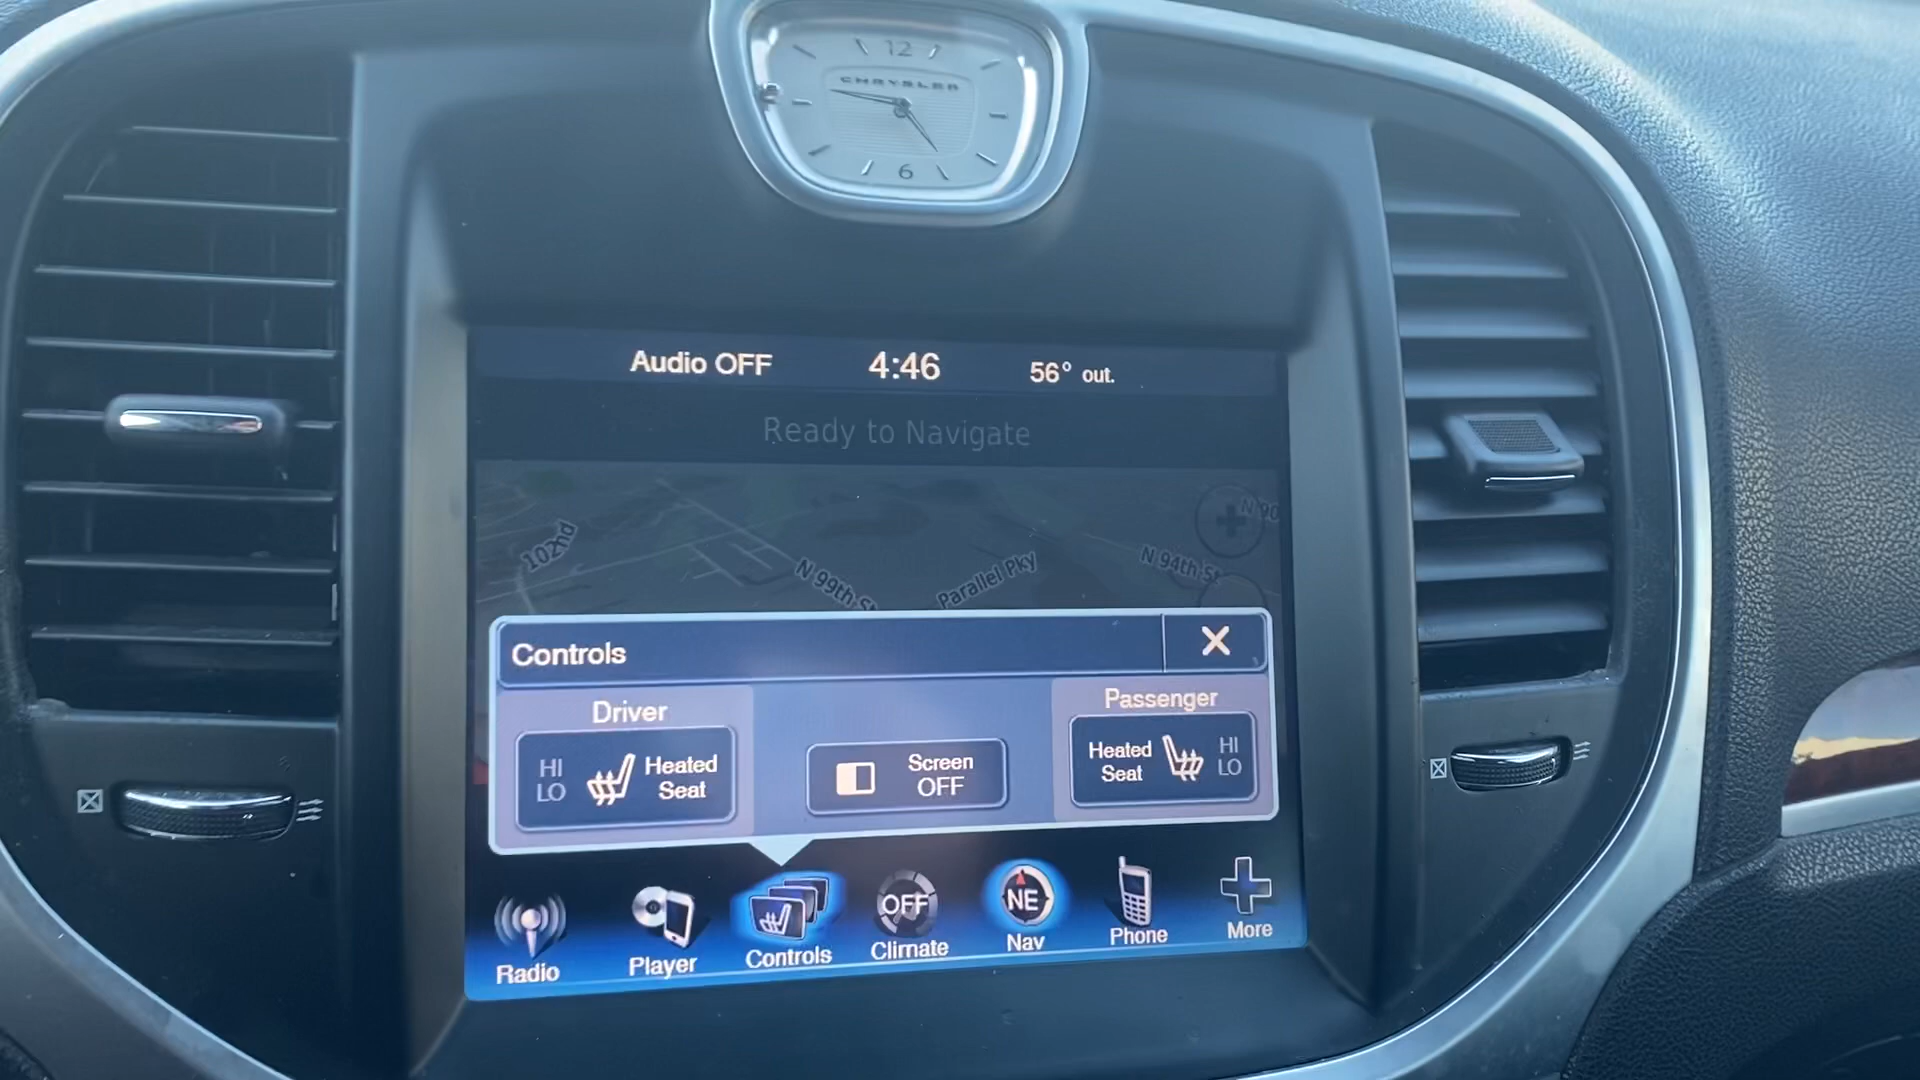 12
CHRYSLER
6
Audio OFF 4:46 56° out.
Ready to Navigate
N 90
102nd
N 99th St
Parallel Pky
N 94th St
Controls X
Driver
HI
LO
Heated
Seat
Screen
OFF
Passenger
Heated
Seat
HI
LO
Radio
Player
Controls
OFF
Climate
NE
Nav
Phone
More